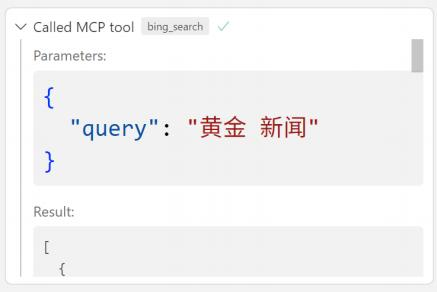 Called MCP tool bing_search
Parameters:
{
"query": "黄金 新闻"
}
Result:
[
{